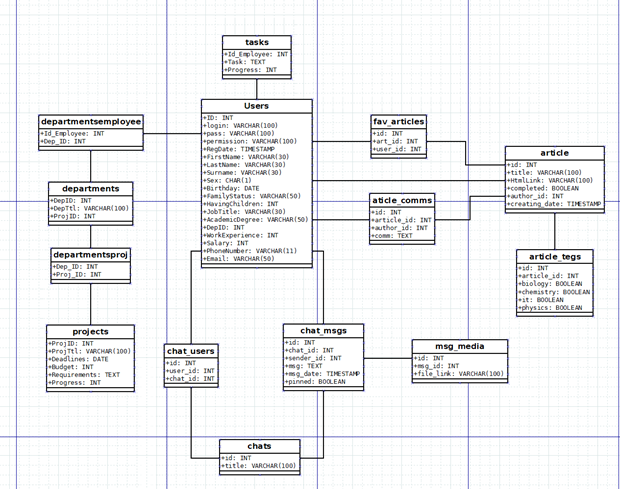 tasks
+Id_Employee: INT
+Task: TEXT
+Progress: INT
Users
+ID: INT
+login: VARCHAR(100)
+pass: VARCHAR(100)
+permission: VARCHAR(100)
+RegDate: TIMESTAMP
+FirstName: VARCHAR(30)
+LastName: VARCHAR(30)
+Surname: VARCHAR(30)
+Sex: CHAR(1)
+Birthday: DATE
+FamilyStatus: VARCHAR(50)
+HavingChildren: INT
+JobTitle: VARCHAR(30)
+AcademicDegree: VARCHAR(50)
+DepID: INT
+WorkExperience: INT
+Salary: INT
+PhoneNumber: VARCHAR(11)
+Email: VARCHAR(50)
departmentsemployee
+Id_Employee: INT
+Dep_ID: INT
departments
+DepID: INT
+DepTtl: VARCHAR(100)
+ProjID: INT
departmentsproj
+Dep_ID: INT
+Proj_ID: INT
projects
+ProjID: INT
+ProjTtl: VARCHAR(100)
+Deadlines: DATE
+Budget: INT
+Requirements: TEXT
+Progress: INT
fav_articles
+id: INT
+art_id: INT
+user_id: INT
article
+id: INT
+title: VARCHAR(100)
+HtmlLink: VARCHAR(100)
+completed: BOOLEAN
+author_id: INT
+creating_date: TIMESTAMP
aticle_comms
+id: INT
+article_id: INT
+author_id: INT
+comm: TEXT
article_tegs
+id: INT
+article_id: INT
+biology: BOOLEAN
+chemistry: BOOLEAN
+it: BOOLEAN
+physics: BOOLEAN
chat_users
+id: INT
+user_id: INT
+chat_id: INT
chat_msgs
+id: INT
+chat_id: INT
+sender_id: INT
+msg: TEXT
+msg_date: TIMESTAMP
+pinned: BOOLEAN
msg_media
+id: INT
+msg_id: INT
+file_link: VARCHAR(100)
chats
+id: INT
+title: VARCHAR(100)